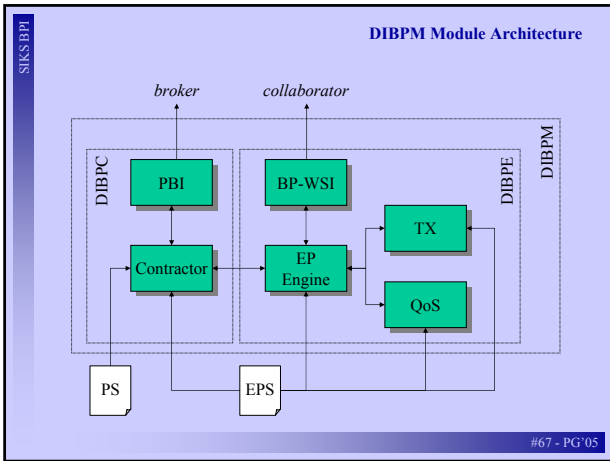 SIKS BPI
DIBPM Module Architecture
broker
collaborator
DIBPC
PBI
BP-WSI
DIBPE
DIBPM
TX
Contractor
EP
Engine
QoS
PS
EPS
#67 - PG'05